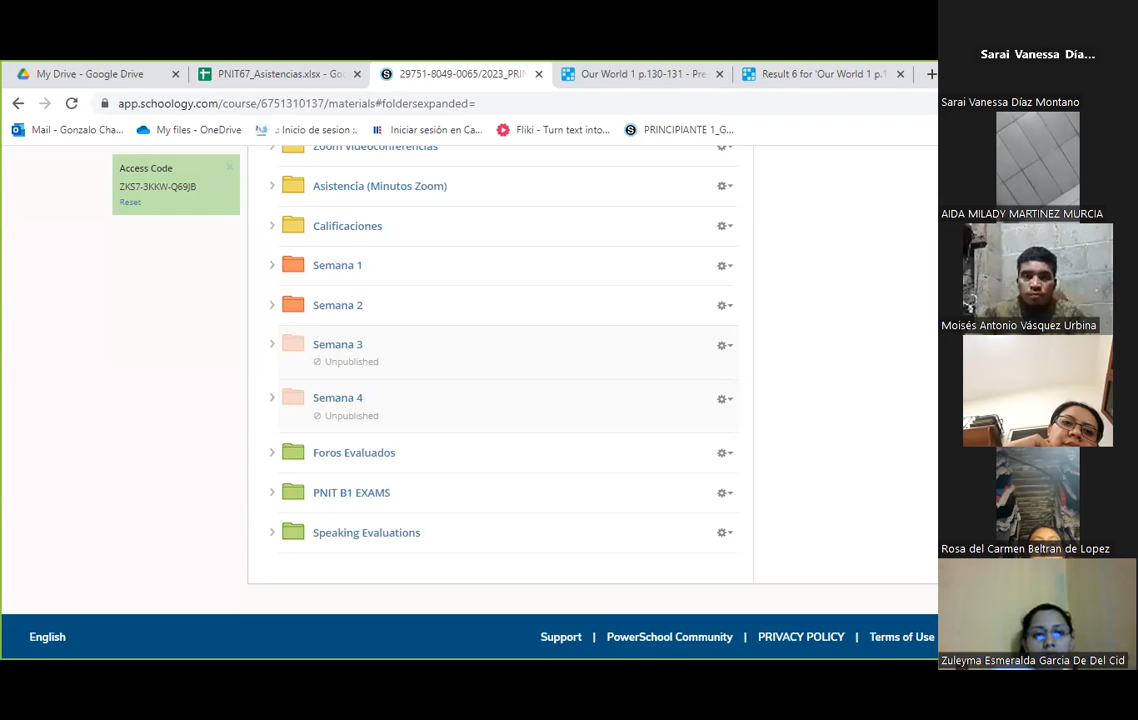 My Drive - Google Drive
PNIT67_Asistencias.xlsx - Goo
29751-8049-0065/2023_PRIN
Our World 1 p.130-131 - Pre
Result 6 for 'Our World 1 p.1
app.schoology.com/course/6751310137/materials#foldersexpanded=
Mail - Gonzalo Cha...
My files - OneDrive
.: Inicio de sesion :.
Iniciar sesión en Ca...
Fliki - Turn text into...
PRINCIPIANTE 1_G...
Access Code
ZKS7-3KKW-Q69JB
Reset
Zoom Videoconferencias
Asistencia (Minutos Zoom)
Calificaciones
Semana 1
Semana 2
Semana 3
Unpublished
Semana 4
Unpublished
Foros Evaluados
PNIT B1 EXAMS
Speaking Evaluations
English
Support | PowerSchool Community | PRIVACY POLICY | Terms of Use
Sarai Vanessa Día...
Sarai Vanessa Díaz Montano
AIDA MILADY MARTINEZ MURCIA
Moisés Antonio Vásquez Urbina
Rosa del Carmen Beltran de Lopez
Zuleyma Esmeralda Garcia De Del Cid